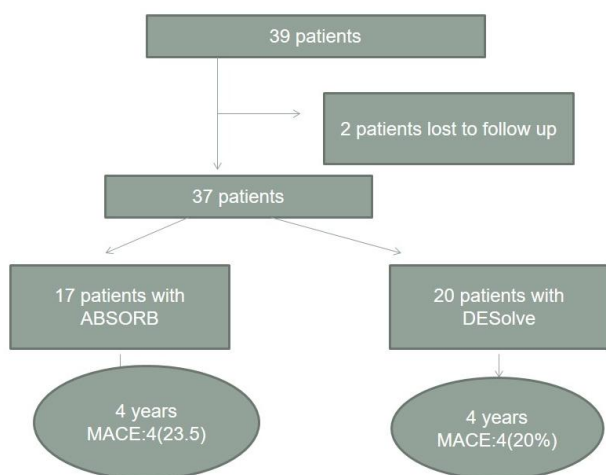 39 patients
2 patients lost to follow up
37 patients
17 patients with
ABSORB
20 patients with
DESolve
4 years
MACE:4(23.5)
4 years
MACE:4(20%)